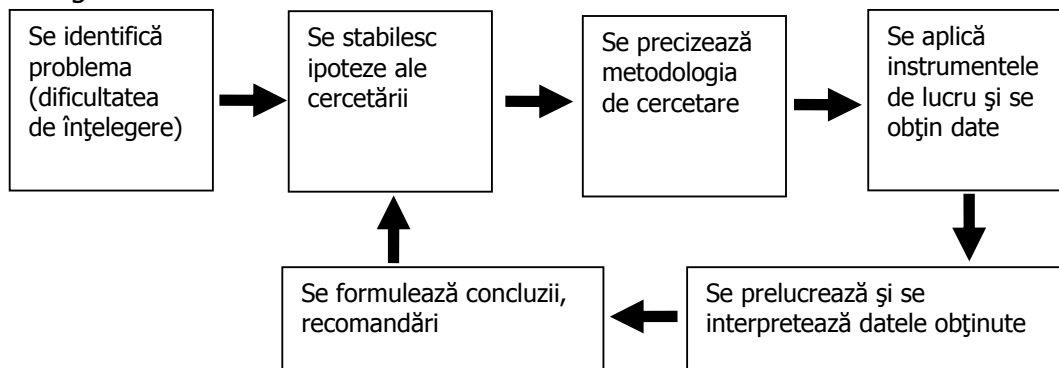 Se identifică
problema
(dificultatea
de înţelegere)
Se stabilesc
ipoteze ale
cercetării
Se precizează
metodologia
de cercetare
Se aplică
instrumentele
de lucru şi se
obţin date
Se formulează concluzii,
recomandări
Se prelucrează şi se
interpretează datele obţinute